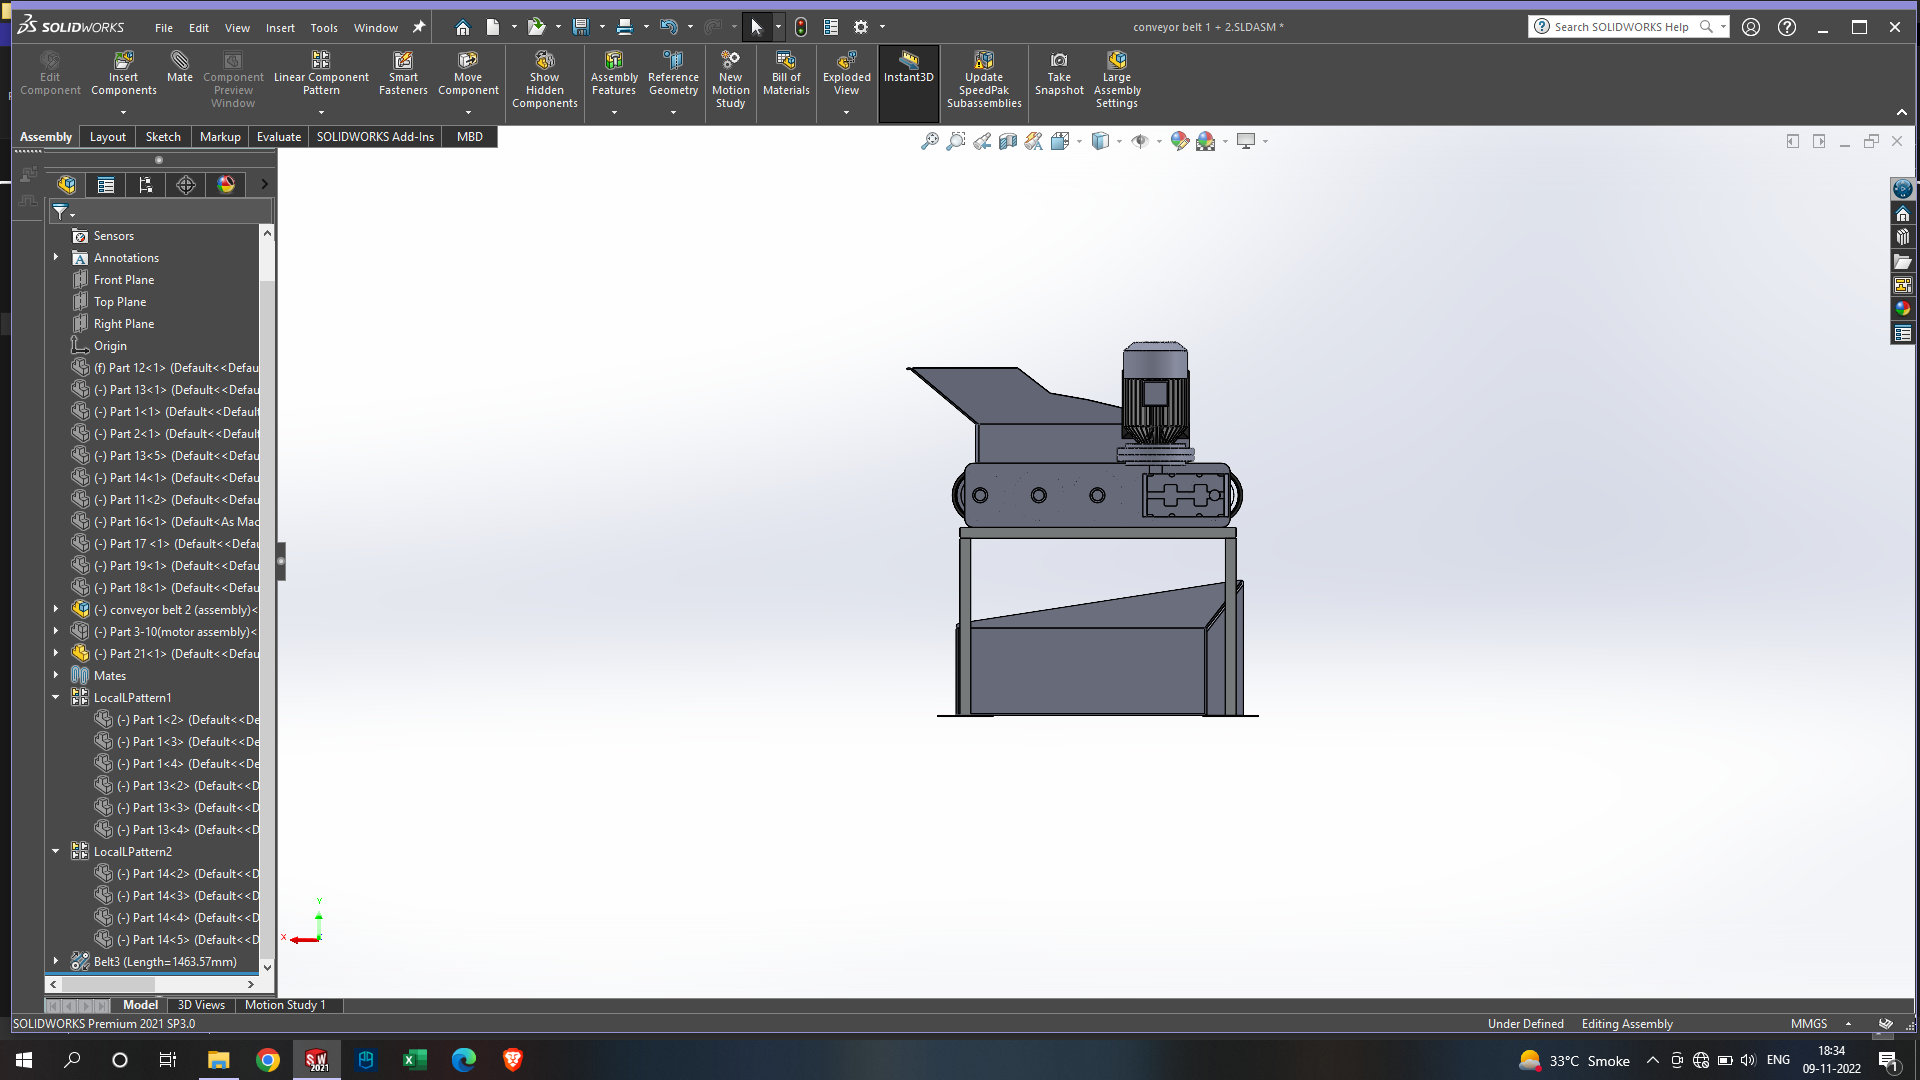 SOLIDWORKS File Edit View Insert Tools Window
conveyor belt 1 + 2.SLDASM *
Search SOLIDWORKS Help
Edit Component
Insert Components
Mate
Component Preview Window
Linear Component Pattern
Smart Fasteners
Move Component
Show Hidden Components
Assembly Features
Reference Geometry
New Motion Study
Bill of Materials
Exploded View
Instant3D
Update SpeedPak Subassemblies
Take Snapshot
Large Assembly Settings
Assembly Layout Sketch Markup Evaluate SOLIDWORKS Add-Ins MBD
Sensors
Annotations
Front Plane
Top Plane
Right Plane
Origin
(f) Part 12<1> (Default<<Defau
(-) Part 13<1> (Default<<Defau
(-) Part 1<1> (Default<<Default
(-) Part 2<1> (Default<<Default
(-) Part 13<5> (Default<<Defau
(-) Part 14<1> (Default<<Defau
(-) Part 11<2> (Default<<Defau
(-) Part 16<1> (Default<As Mac
(-) Part 17 <1> (Default<<Defau
(-) Part 19<1> (Default<<Defau
(-) Part 18<1> (Default<<Defau
(-) conveyor belt 2 (assembly)<
(-) Part 3-10(motor assembly)<
(-) Part 21<1> (Default<<Defau
Mates
LocalLPattern1
(-) Part 1<2> (Default<<De
(-) Part 1<3> (Default<<De
(-) Part 1<4> (Default<<De
(-) Part 13<2> (Default<<D
(-) Part 13<3> (Default<<D
(-) Part 13<4> (Default<<D
LocalLPattern2
(-) Part 14<2> (Default<<D
(-) Part 14<3> (Default<<D
(-) Part 14<4> (Default<<D
(-) Part 14<5> (Default<<D
Belt3 (Length=1463.57mm)
Y
X
Model 3D Views Motion Study 1
SOLIDWORKS Premium 2021 SP3.0
Under Defined Editing Assembly MMGS
33°C Smoke ENG
18:34
09-11-2022